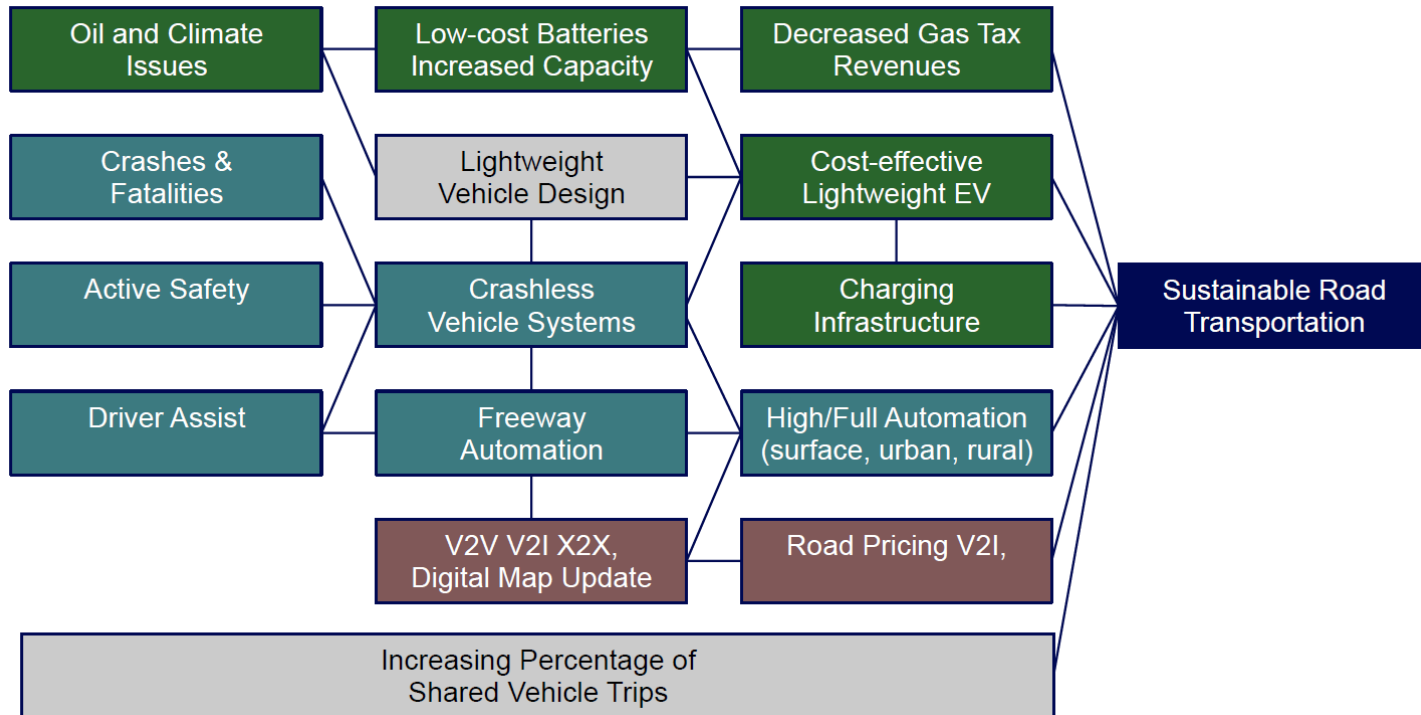 Oil and Climate
Issues
Low-cost Batteries
Increased Capacity
Decreased Gas Tax
Revenues
Crashes &
Fatalities
Lightweight
Vehicle Design
Cost-effective
Lightweight EV
Active Safety
Crashless
Vehicle Systems
Charging
Infrastructure
Sustainable Road
Transportation
Driver Assist
Freeway
Automation
High/Full Automation
(surface, urban, rural)
V2V V2I X2X,
Digital Map Update
Road Pricing V2I,
Increasing Percentage of
Shared Vehicle Trips